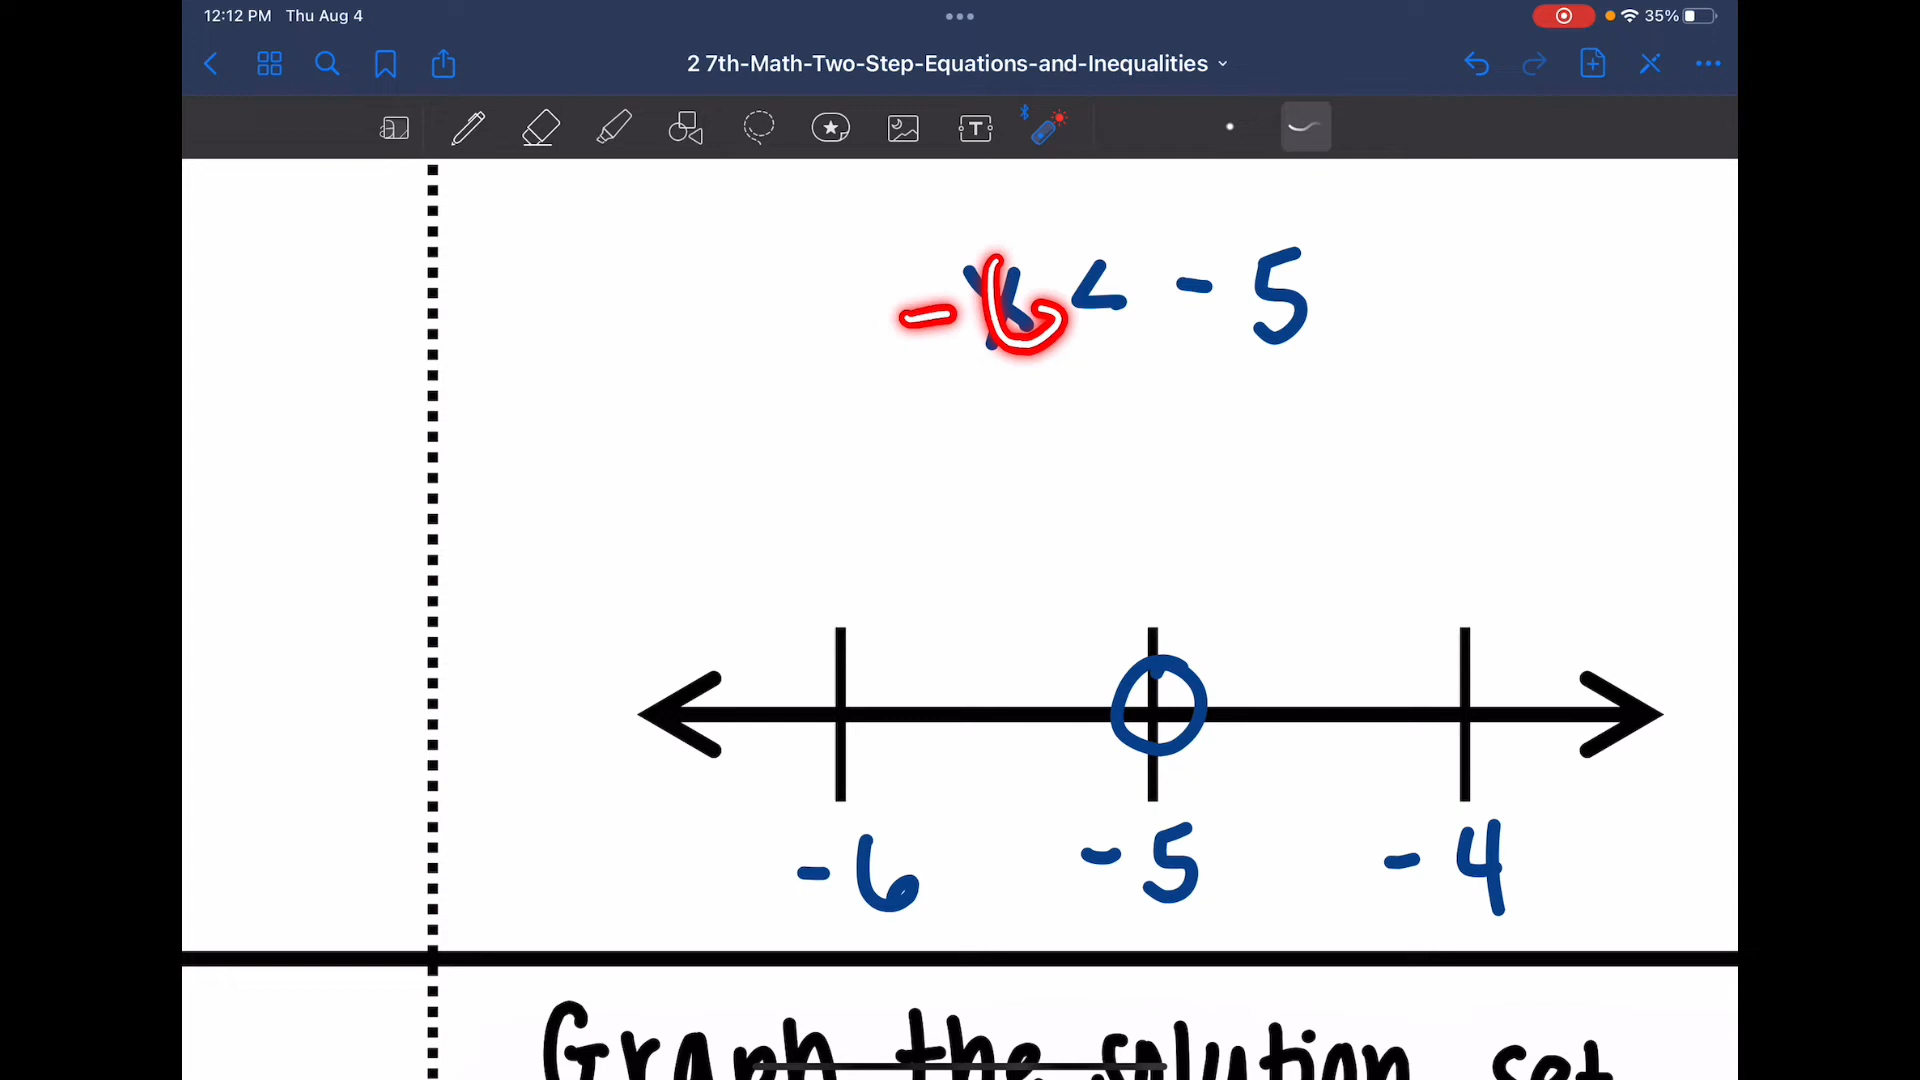 12:12 PM Thu Aug 4
35%
2 7th-Math-Two-Step-Equations-and-Inequalities
T
x < - 5
- 6
- 6 - 5 - 4
Graph the solution set